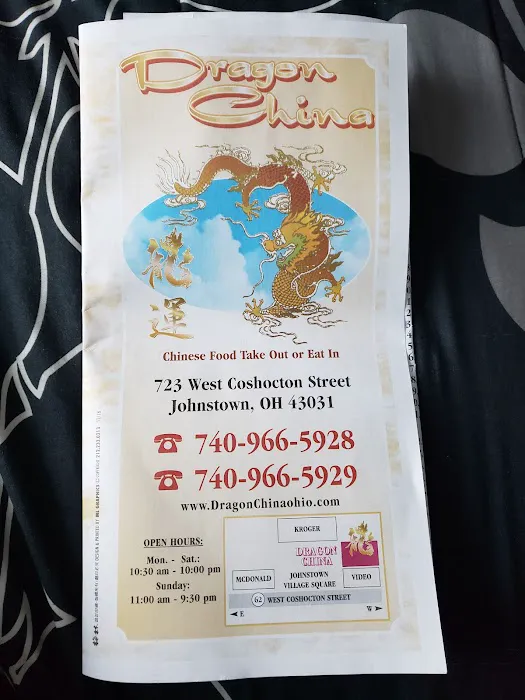 Dragon
China
龍
運
Chinese Food Take Out or Eat In
723 West Coshocton Street
Johnstown, OH 43031
☎ 740-966-5928
☎ 740-966-5929
www.DragonChinaohio.com
OPEN HOURS:
Mon. - Sat.:
10:30 am - 10:00 pm
Sunday:
11:00 am - 9:30 pm
KROGER
DRAGON
CHINA
MCDONALD
JOHNSTOWN
VILLAGE SQUARE
VIDEO
62 WEST COSHOCTON STREET
E
W